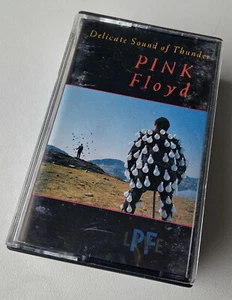 Delicate Sound of Thunder
PINK
Floyd
PF